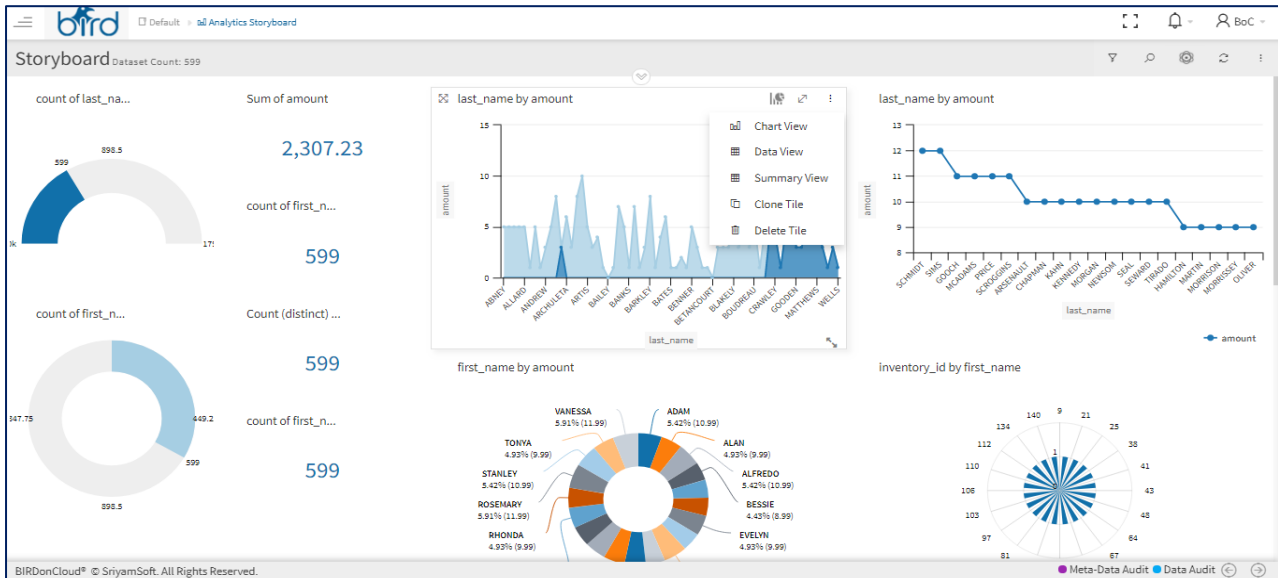 bird
Default » Analytics Storyboard
BoC
Storyboard Dataset Count: 599
count of last_na...
898.5
599
0k
Sum of amount
2,307.23
count of first_n...
599
Count (distinct) ...
599
count of first_n...
599
count of first_n...
449.2
599
898.5
last_name by amount
Chart View
Data View
Summary View
Clone Tile
Delete Tile
15
10
5
0
amount
ABNEY
ALLARD
ANDREW
ARCHULETA
ARTIS
BAILEY
BANKS
BARKLEY
BATES
BENNER
BETANCOURT
BLAKELY
BOUDREAU
CRAWLEY
GOODEN
MATTHEWS
WELLS
last_name
last_name by amount
13
12
11
10
9
8
amount
SCHMIDT
SIMS
GOOCH
MCADAMS
PRICE
SCROGGINS
ARSENAULT
CHAPMAN
KAHN
KENNEDY
MORGAN
NEWSOM
SEAL
SEWARD
TIRADO
HAMILTON
MARTIN
MORRISON
MORRISSEY
OLIVER
last_name
amount
first_name by amount
VANESSA
5.91% (11.99)
TONYA
4.93% (9.99)
STANLEY
5.42% (10.99)
ROSEMARY
5.91% (11.99)
RHONDA
4.93% (9.99)
ADAM
5.42% (10.99)
ALAN
4.93% (9.99)
ALFREDO
5.42% (10.99)
BESSIE
4.43% (8.99)
EVELYN
4.93% (9.99)
inventory_id by first_name
9
21
25
38
41
43
48
64
67
81
97
103
106
110
112
134
140
1
BIRDonCloud® © SriyamSoft. All Rights Reserved.
Meta-Data Audit
Data Audit